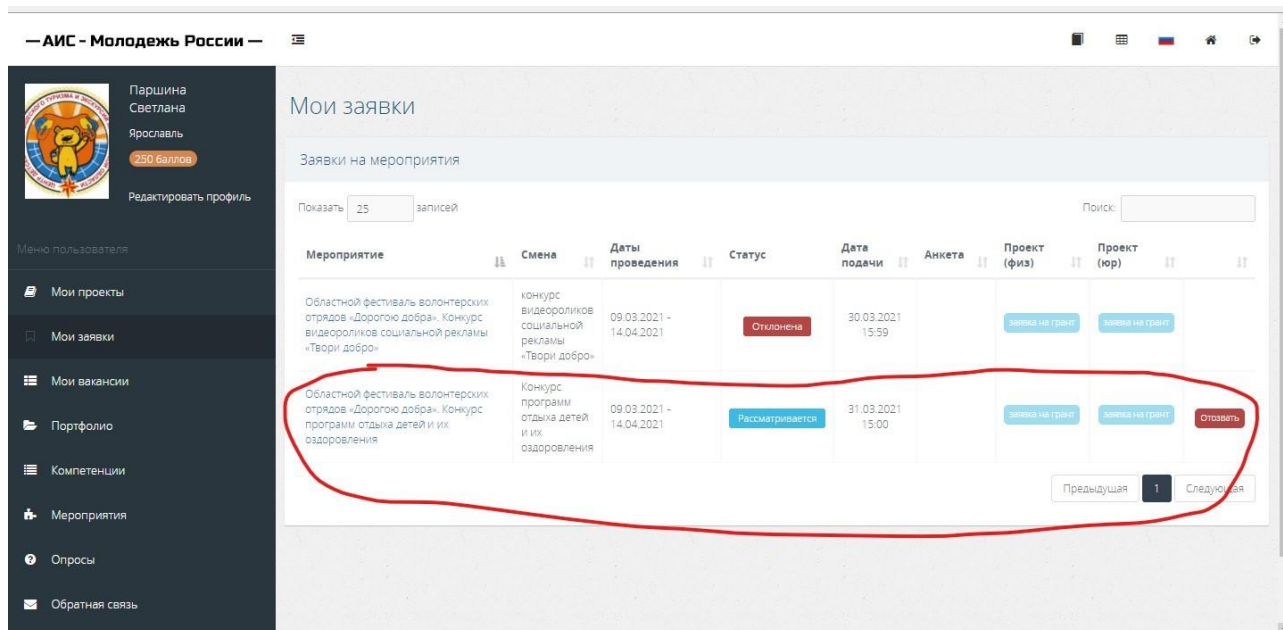 — АИС - Молодежь России —
Паршина
Светлана
Ярославль
250 баллов
Редактировать профиль
Меню пользователя
Мои проекты
Мои заявки
Мои вакансии
Портфолио
Компетенции
Мероприятия
Опросы
Обратная связь
Мои заявки
Заявки на мероприятия
Показать 25 записей
Поиск:
Мероприятие
Смена
Даты
проведения
Статус
Дата
подачи
Анкета
Проект
(физ)
Проект
(юр)
Областной фестиваль волонтерских
отрядов «Дорогою добра». Конкурс
видеороликов социальной рекламы
«Твори добро»
конкурс
видеороликов
социальной
рекламы
«Твори добро»
09.03.2021 -
14.04.2021
Отклонена
30.03.2021
15:59
заявка на грант
заявка на грант
Областной фестиваль волонтерских
отрядов «Дорогою добра». Конкурс
программ отдыха детей и их
оздоровления
Конкурс
программ
отдыха детей
и их
оздоровления
09.03.2021 -
14.04.2021
Рассматривается
31.03.2021
15:00
заявка на грант
заявка на грант
Отозвать
Предыдущая 1 Следующая